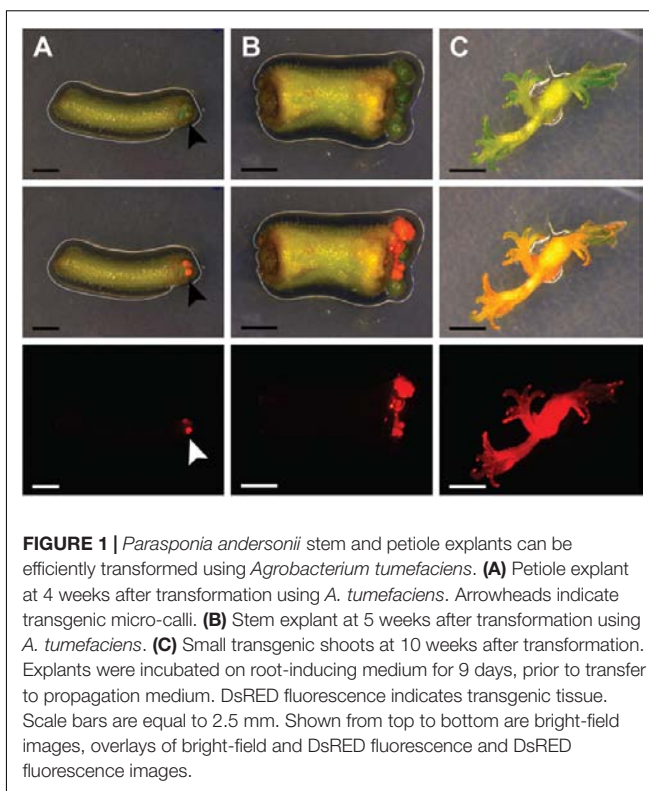 A B C
FIGURE 1 | Parasponia andersonii stem and petiole explants can be
efficiently transformed using Agrobacterium tumefaciens. (A) Petiole explant
at 4 weeks after transformation using A. tumefaciens. Arrowheads indicate
transgenic micro-calli. (B) Stem explant at 5 weeks after transformation using
A. tumefaciens. (C) Small transgenic shoots at 10 weeks after transformation.
Explants were incubated on root-inducing medium for 9 days, prior to transfer
to propagation medium. DsRED fluorescence indicates transgenic tissue.
Scale bars are equal to 2.5 mm. Shown from top to bottom are bright-field
images, overlays of bright-field and DsRED fluorescence and DsRED
fluorescence images.